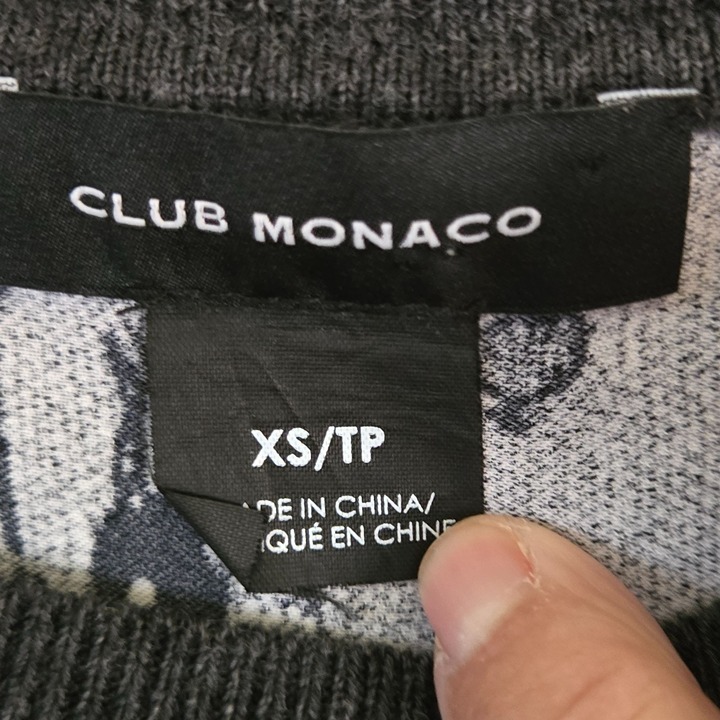 CLUB MONACO
XS/TP
ADE IN CHINA/
IQUÉ EN CHINE